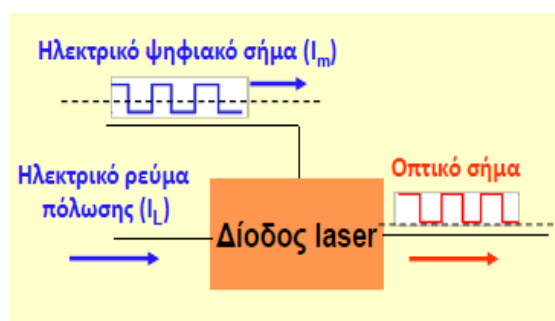 Ηλεκτρικό ψηφιακό σήμα (Im)
Ηλεκτρικό ρεύμα
πόλωσης (IL)
Οπτικό σήμα
Δίοδος laser